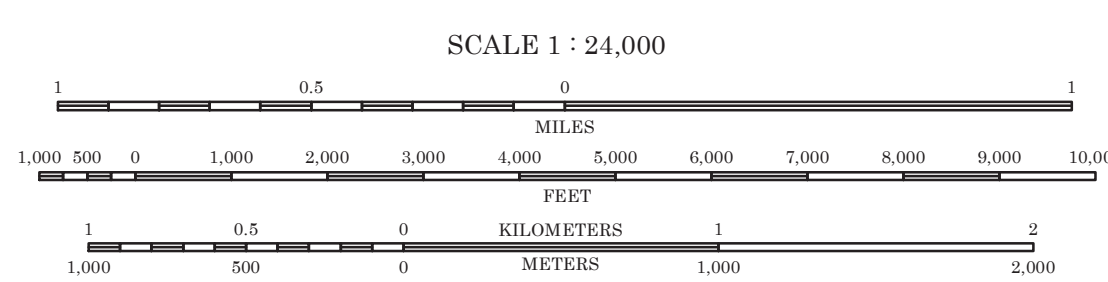 SCALE 1 : 24,000
1 0.5 0 1
MILES
1,000 500 0 1,000 2,000 3,000 4,000 5,000 6,000 7,000 8,000 9,000 10,00
FEET
1 0.5 0 KILOMETERS 1 2
1,000 500 0 METERS 1,000 2,000